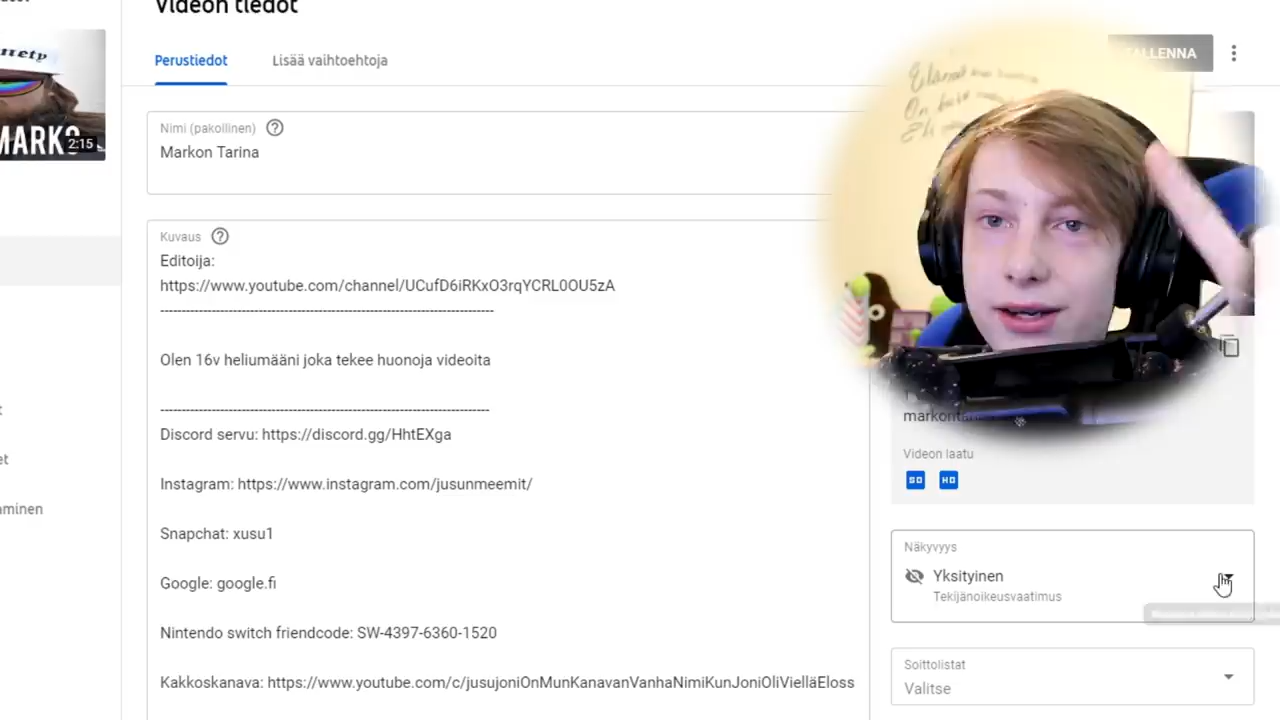 Videon tiedot
Perustiedot
Lisää vaihtoehtoja
TALLENNA
2:15
Nimi (pakollinen)
Markon Tarina
Kuvaus
Editoija:
https://www.youtube.com/channel/UCufD6iRKxO3rqYCRL0OU5zA
Olen 16v heliumääni joka tekee huonoja videoita
Discord servu: https://discord.gg/HhtEXga
Instagram: https://www.instagram.com/jusunmeemit/
Snapchat: xusu1
Google: google.fi
Nintendo switch friendcode: SW-4397-6360-1520
Kakkoskanava: https://www.youtube.com/c/jusujoniOnMunKanavanVanhaNimiKunJoniOliVielläEloss
Videon laatu
SD HD
Näkyvyys
Yksityinen
Tekijänoikeusvaatimus
Soittolistat
Valitse